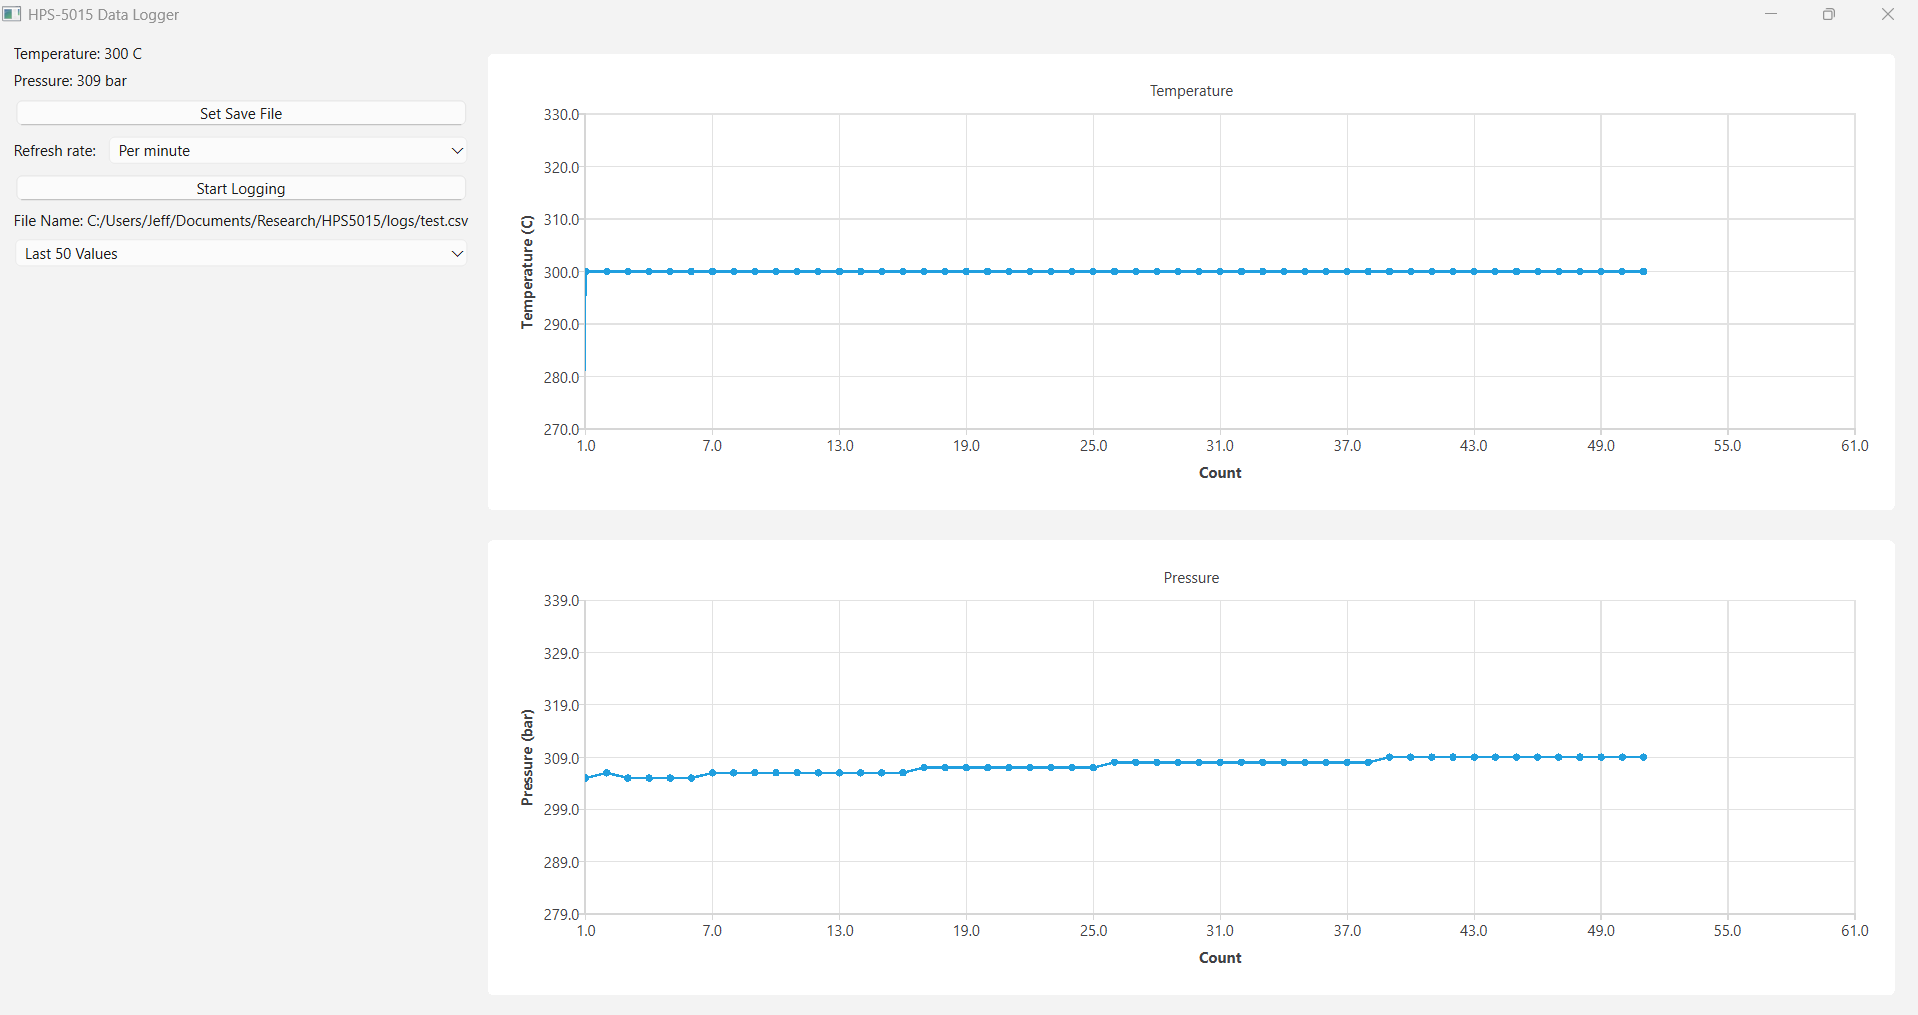 HPS-5015 Data Logger
Temperature: 300 C
Pressure: 309 bar
Set Save File
Refresh rate: Per minute
Start Logging
File Name: C:/Users/Jeff/Documents/Research/HPS5015/logs/test.csv
Last 50 Values
Temperature
330.0
320.0
310.0
300.0
290.0
280.0
270.0
Temperature (C)
1.0 7.0 13.0 19.0 25.0 31.0 37.0 43.0 49.0 55.0 61.0
Count
Pressure
339.0
329.0
319.0
309.0
299.0
289.0
279.0
Pressure (bar)
1.0 7.0 13.0 19.0 25.0 31.0 37.0 43.0 49.0 55.0 61.0
Count